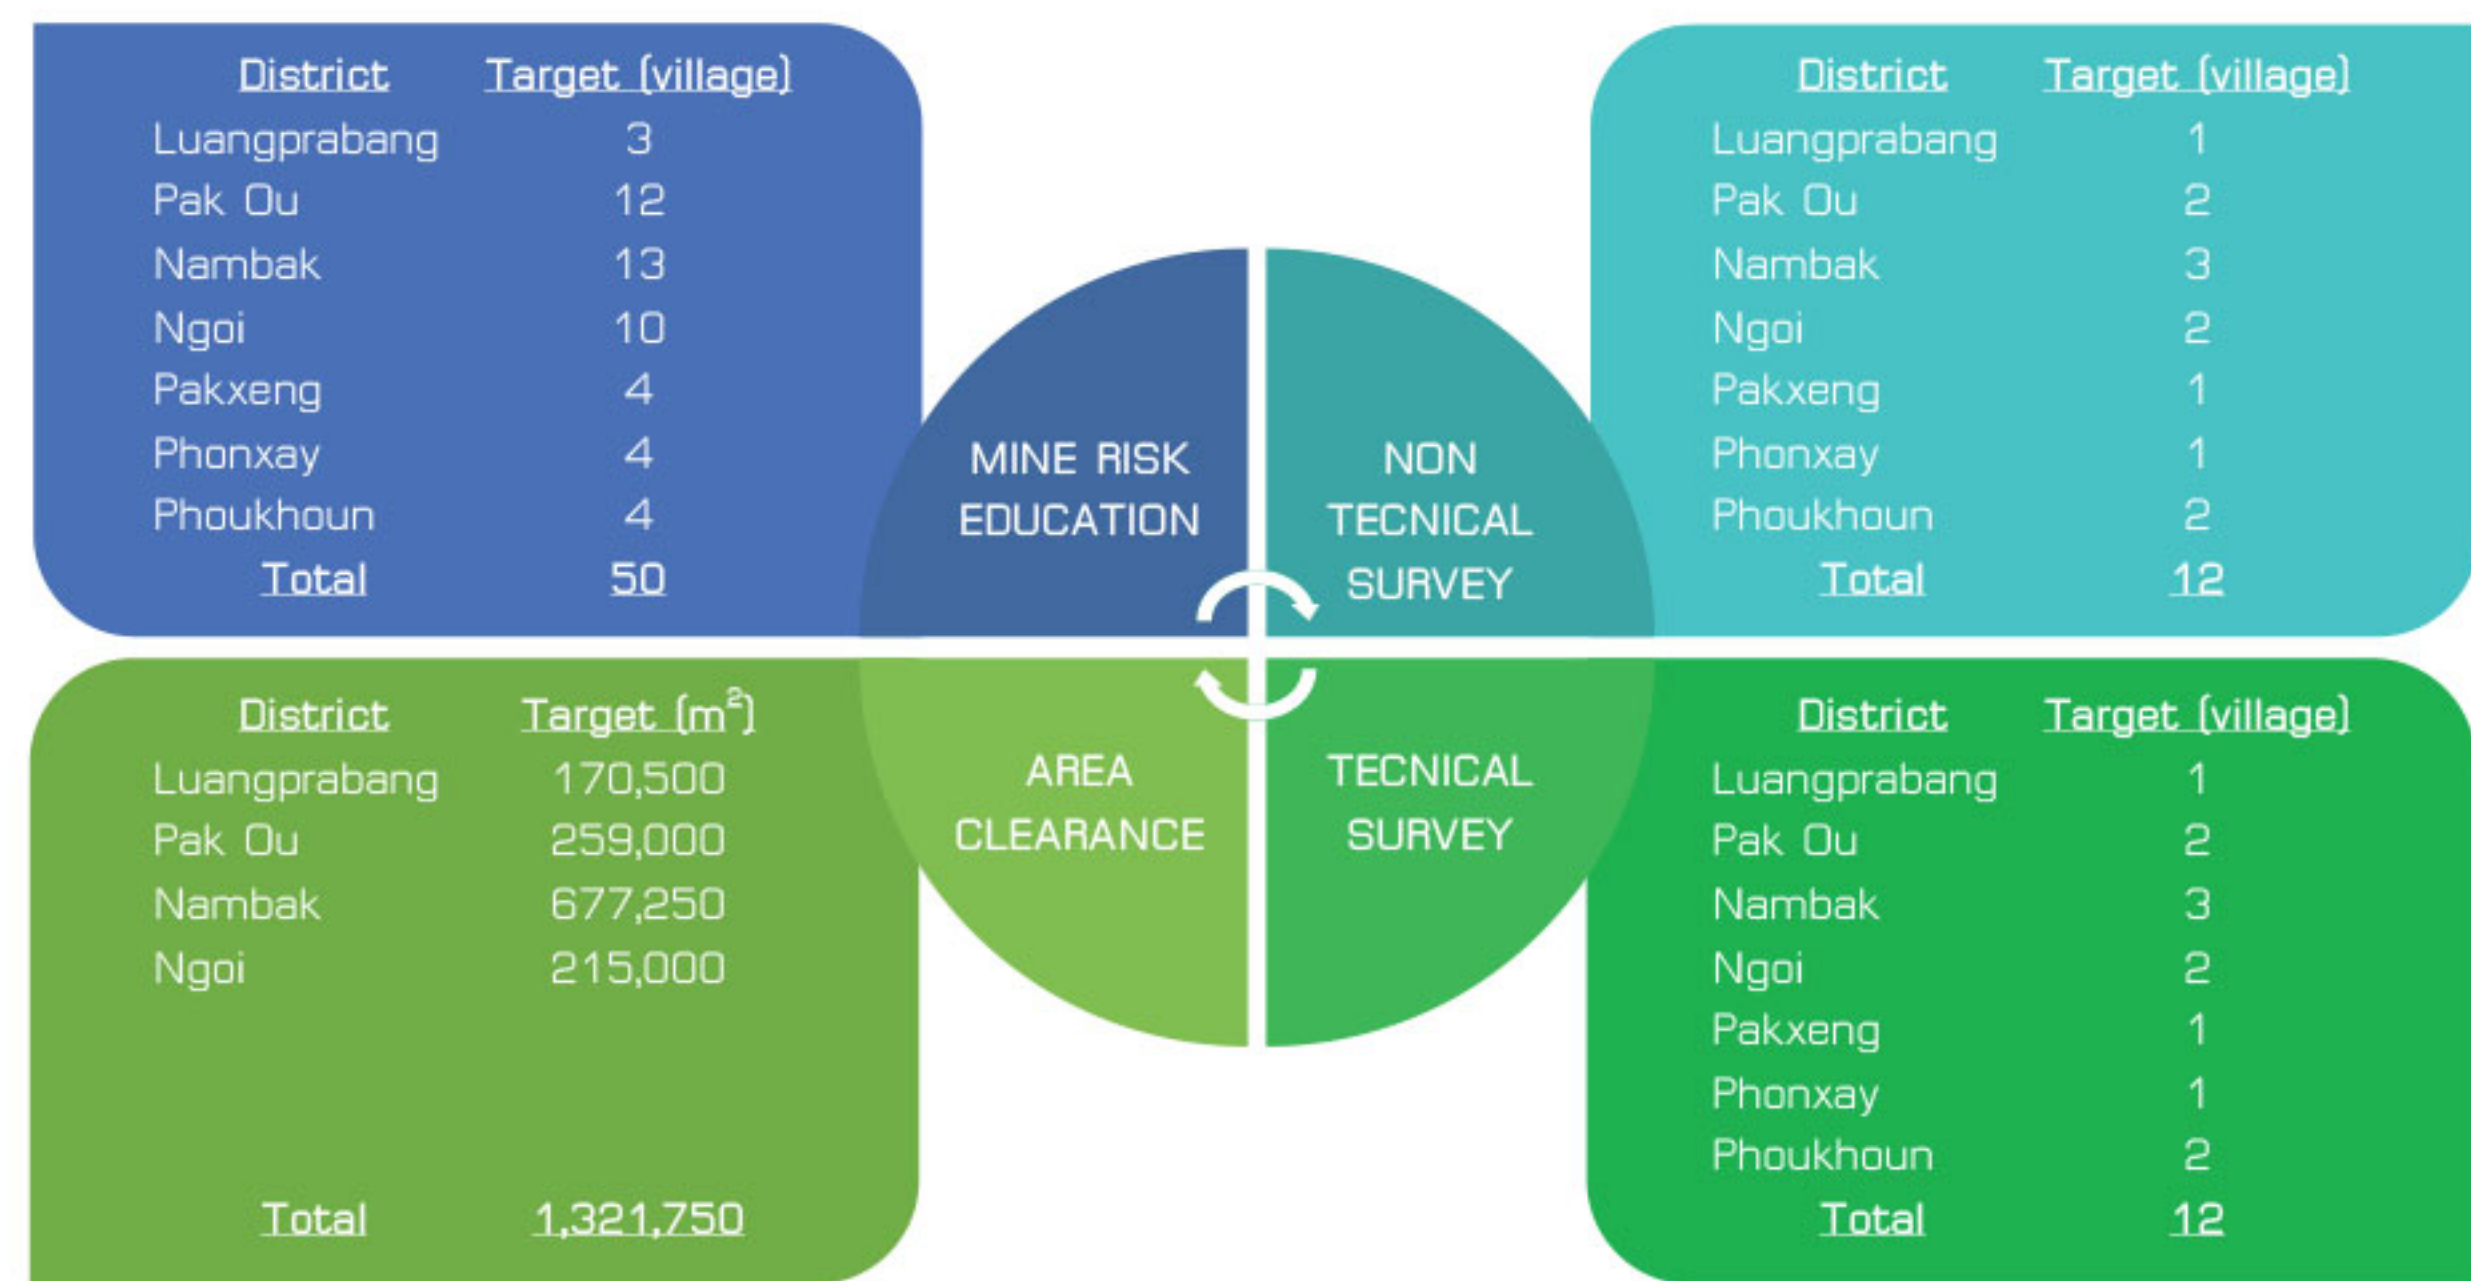 District Target (village)
Luangprabang 3
Pak Ou 12
Nambak 13
Ngoi 10
Pakxeng 4
Phonxay 4
Phoukhoun 4
Total 50
MINE RISK
EDUCATION
NON
TECNICAL
SURVEY
District Target (village)
Luangprabang 1
Pak Ou 2
Nambak 3
Ngoi 2
Pakxeng 1
Phonxay 1
Phoukhoun 2
Total 12
District Target (m²)
Luangprabang 170,500
Pak Ou 259,000
Nambak 677,250
Ngoi 215,000
Total 1,321,750
AREA
CLEARANCE
TECNICAL
SURVEY
District Target (village)
Luangprabang 1
Pak Ou 2
Nambak 3
Ngoi 2
Pakxeng 1
Phonxay 1
Phoukhoun 2
Total 12